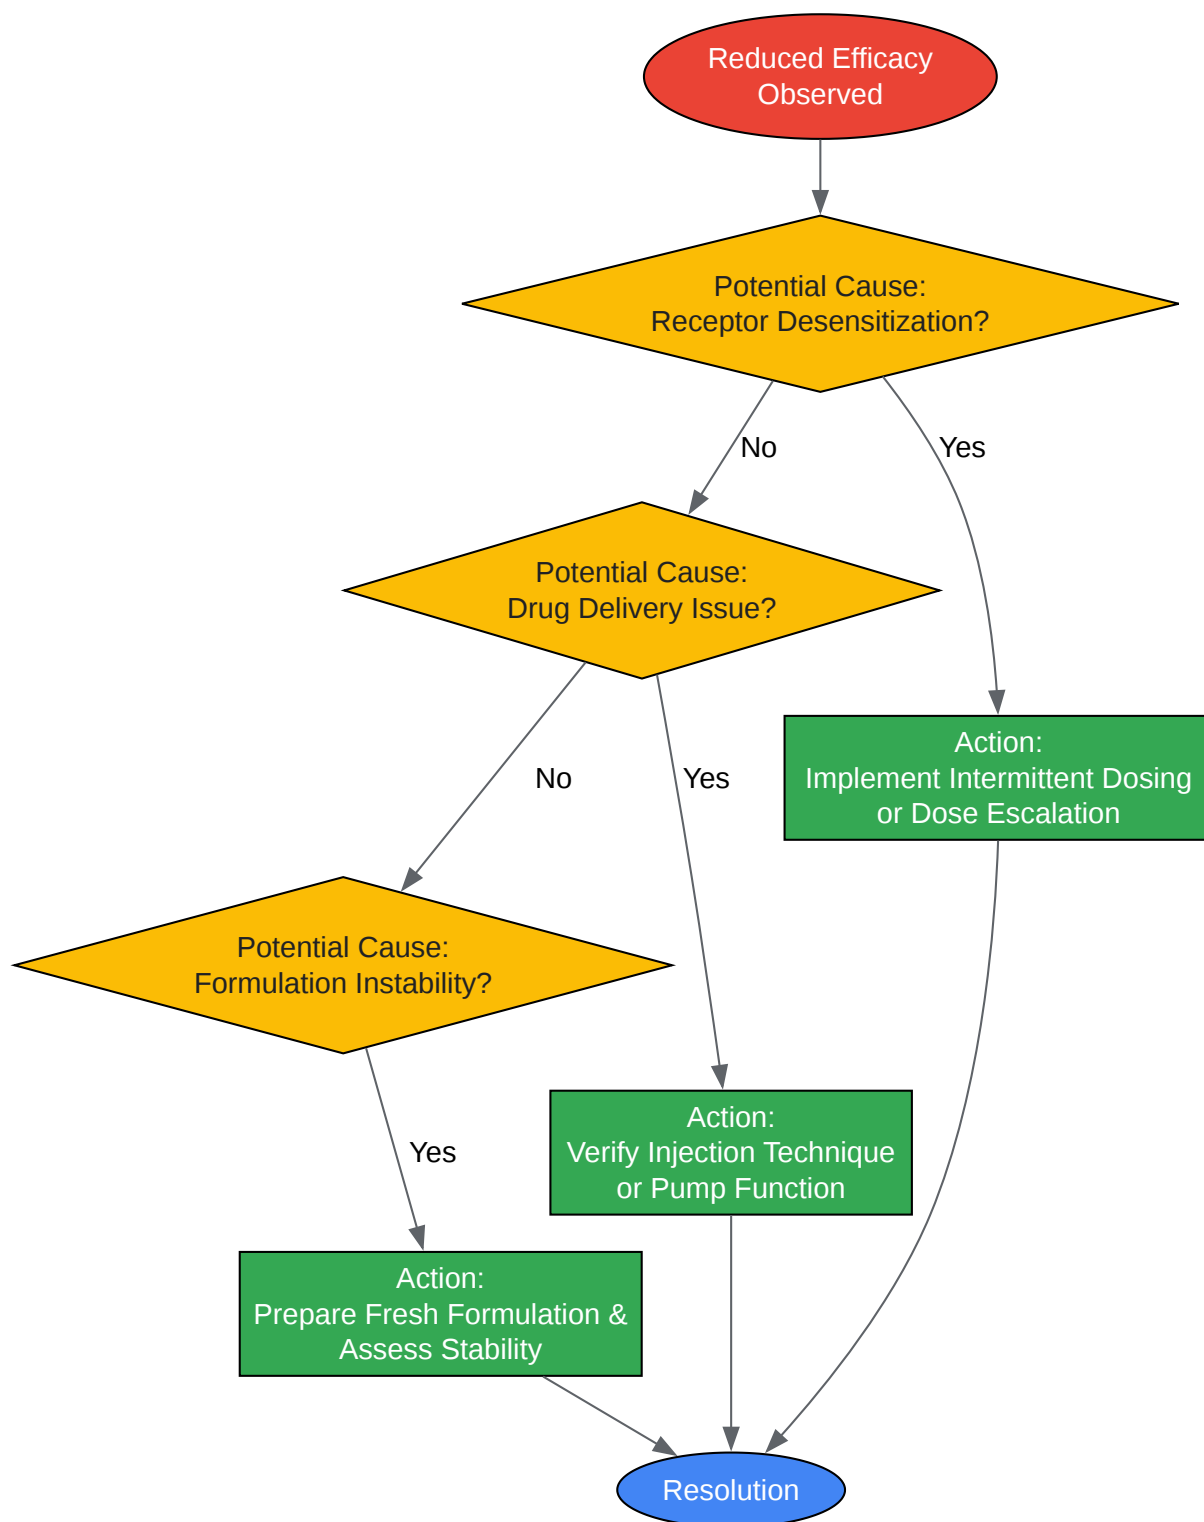 Reduced Efficacy
Observed
Potential Cause:
Receptor Desensitization?
No
Yes
Potential Cause:
Drug Delivery Issue?
No
Yes
Action:
Implement Intermittent Dosing
or Dose Escalation
Potential Cause:
Formulation Instability?
Yes
Action:
Verify Injection Technique
or Pump Function
Action:
Prepare Fresh Formulation &
Assess Stability
Resolution